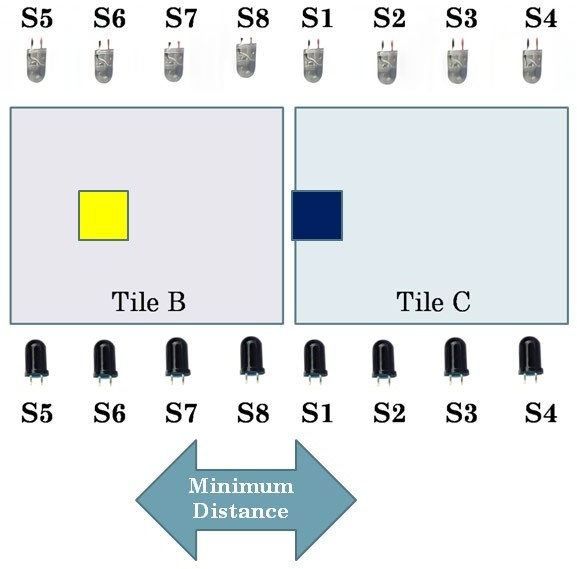 S5 S6 S7 S8 S1 S2 S3 S4
Tile B Tile C
S5 S6 S7 S8 S1 S2 S3 S4
Minimum
Distance